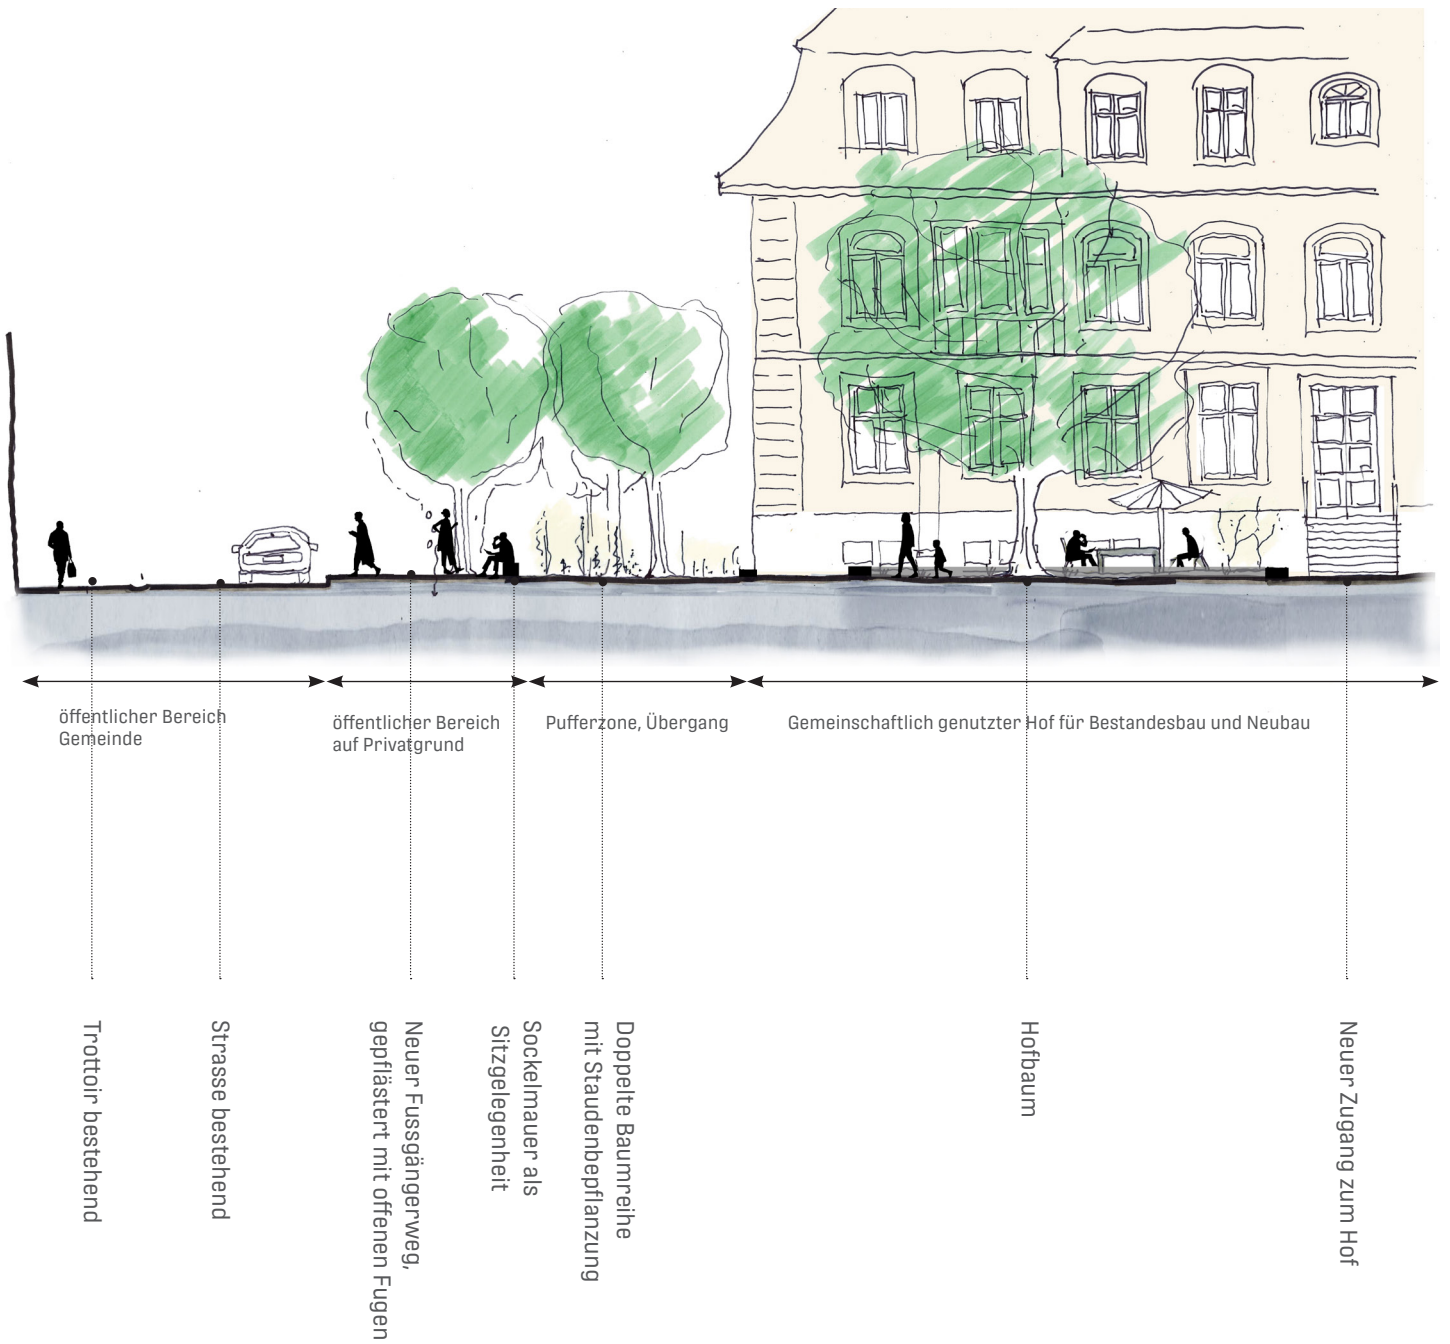 öffentlicher Bereich
Gemeinde
öffentlicher Bereich
auf Privatgrund
Pufferzone, Übergang
Gemeinschaftlich genutzter Hof für Bestandesbau und Neubau
Trottoir bestehend
Strasse bestehend
Neuer Fussgängerweg,
gepflästert mit offenen Fugen
Sockelmauer als
Sitzgelegenheit
Doppelte Baumreihe
mit Staudenbepflanzung
Hofbaum
Neuer Zugang zum Hof